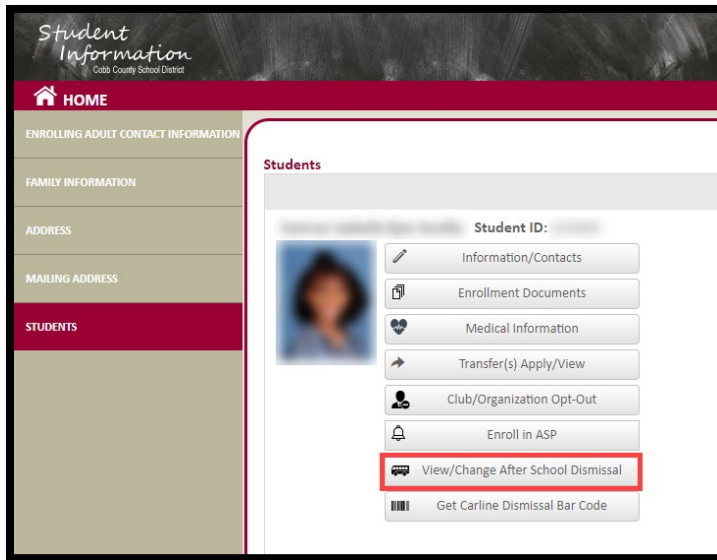 Student
Information
Cobb County School District
HOME
ENROLLING ADULT CONTACT INFORMATION
FAMILY INFORMATION
ADDRESS
MAILING ADDRESS
STUDENTS
Students
Student ID:
Information/Contacts
Enrollment Documents
Medical Information
Transfer(s) Apply/View
Club/Organization Opt-Out
Enroll in ASP
View/Change After School Dismissal
Get Carline Dismissal Bar Code